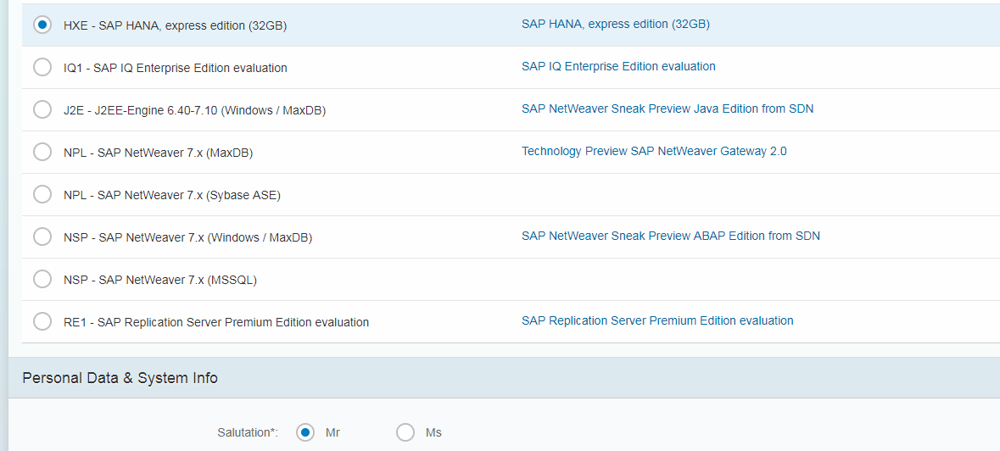 HXE - SAP HANA, express edition (32GB) SAP HANA, express edition (32GB)
IQ1 - SAP IQ Enterprise Edition evaluation SAP IQ Enterprise Edition evaluation
J2E - J2EE-Engine 6.40-7.10 (Windows / MaxDB) SAP NetWeaver Sneak Preview Java Edition from SDN
NPL - SAP NetWeaver 7.x (MaxDB) Technology Preview SAP NetWeaver Gateway 2.0
NPL - SAP NetWeaver 7.x (Sybase ASE)
NSP - SAP NetWeaver 7.x (Windows / MaxDB) SAP NetWeaver Sneak Preview ABAP Edition from SDN
NSP - SAP NetWeaver 7.x (MSSQL)
RE1 - SAP Replication Server Premium Edition evaluation SAP Replication Server Premium Edition evaluation
Personal Data & System Info
Salutation*: Mr Ms